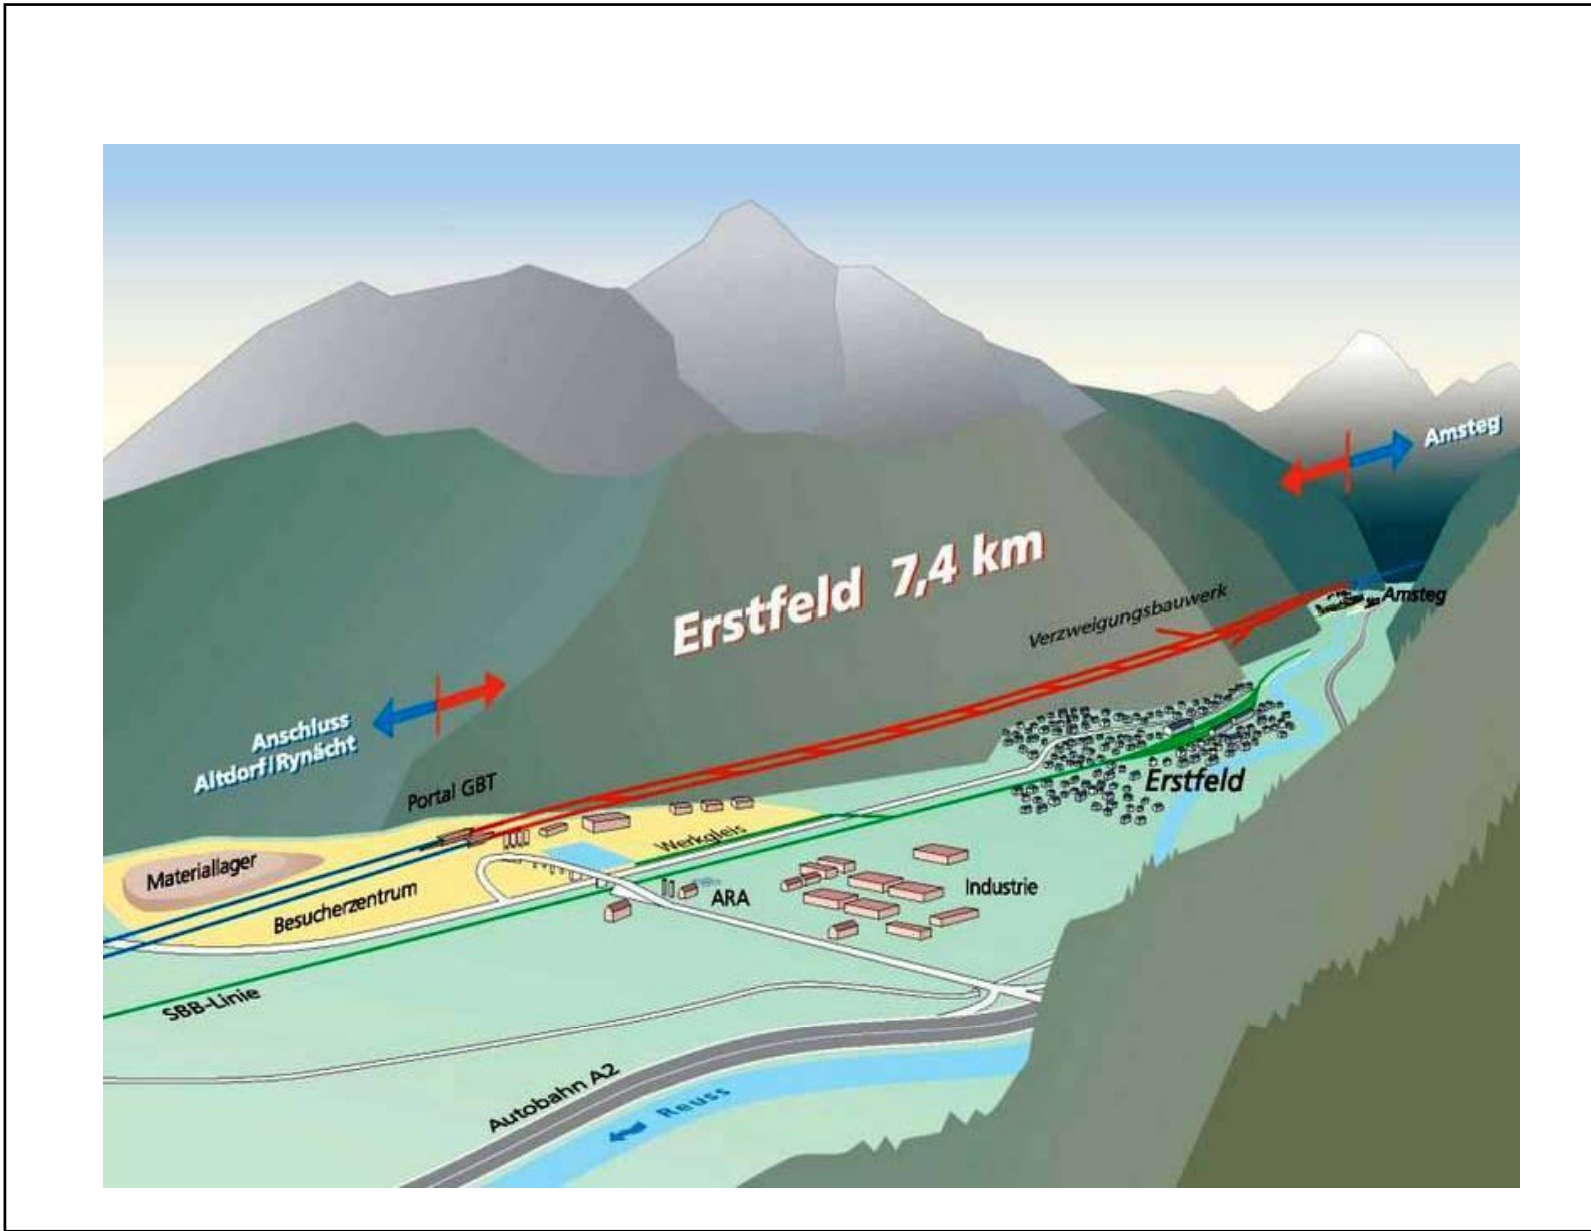 Amsteg
Erstfeld 7,4 km
Verzweigungsbauwerk
Amsteg
Anschluss
Altdorf/Rynächt
Portal GBT
Erstfeld
Werkgleis
Materiallager
Besucherzentrum
ARA
Industrie
SBB-Linie
Autobahn A2
Reuss